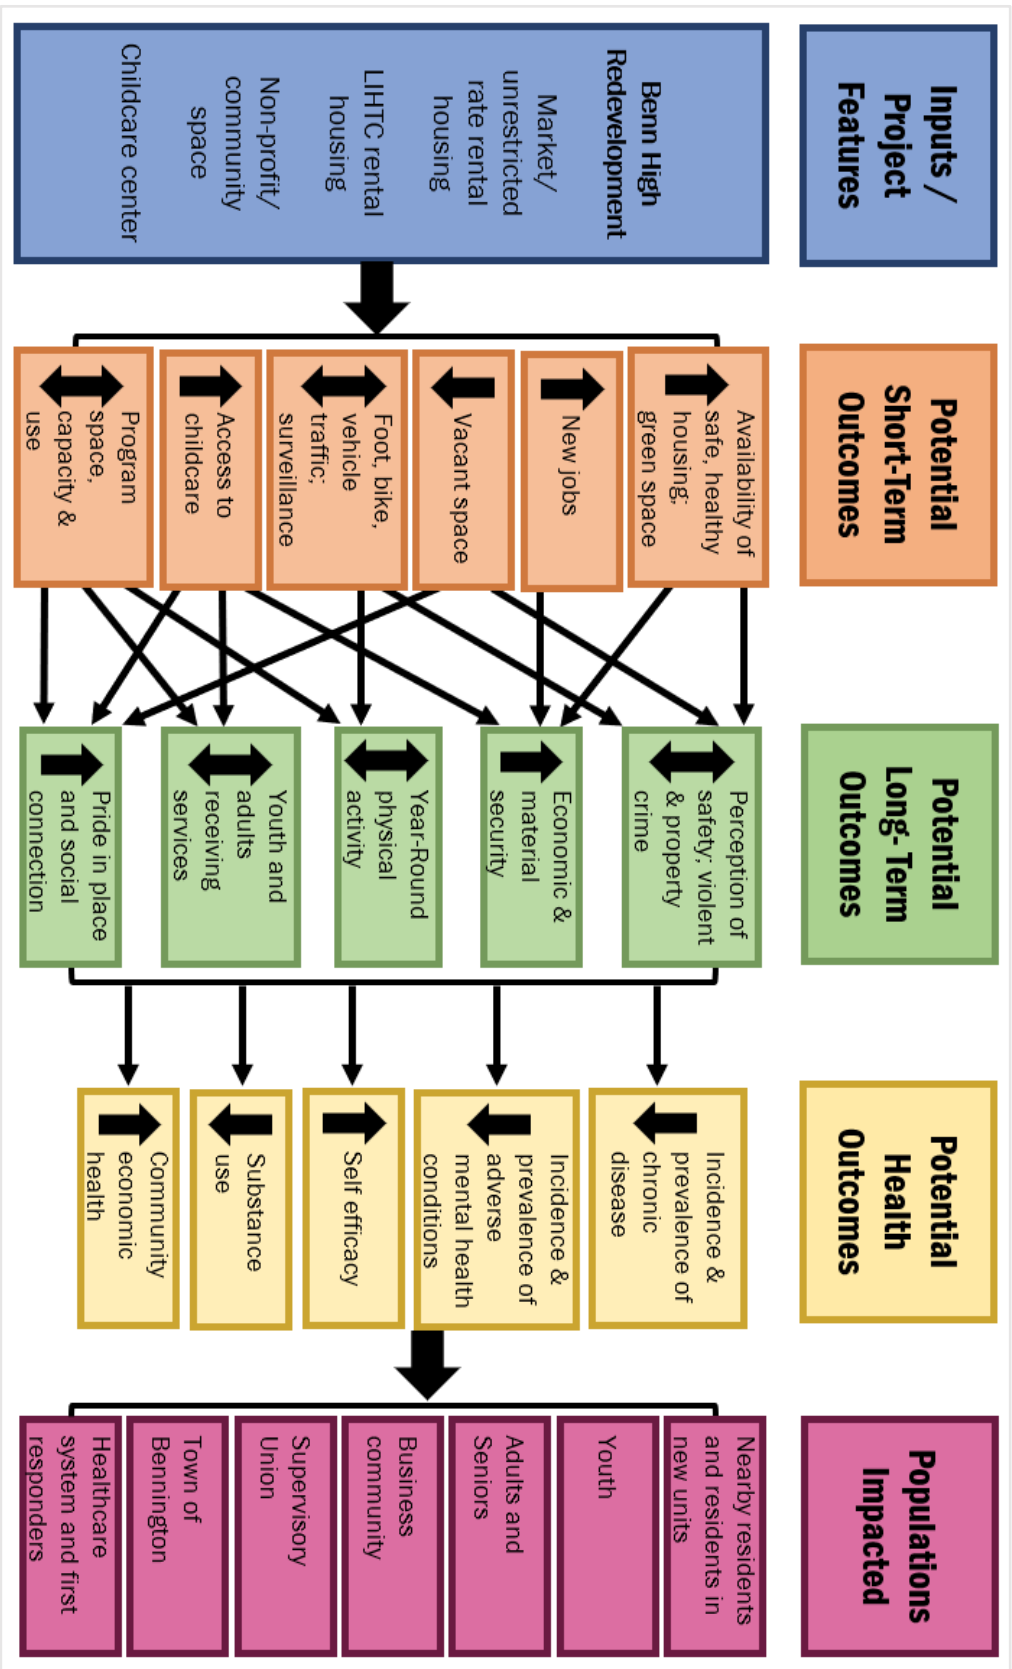 Inputs /
Project
Features
Benn High
Redevelopment
Market/
unrestricted
rate rental
housing
LIHTC rental
housing
Non-profit/
community
space
Childcare center
Potential
Short-Term
Outcomes
Availability of
safe, healthy
housing;
green space
New jobs
Vacant space
Foot, bike,
vehicle
traffic;
surveillance
Access to
childcare
Program
space,
capacity &
use
Potential
Long- Term
Outcomes
Perception of
safety; violent
& property
crime
Economic &
material
security
Year-Round
physical
activity
Youth and
adults
receiving
services
Pride in place
and social
connection
Potential
Health
Outcomes
Incidence &
prevalence of
chronic
disease
Incidence &
prevalence of
adverse
mental health
conditions
Self efficacy
Substance
use
Community
economic
health
Populations
Impacted
Nearby residents
and residents in
new units
Youth
Adults and
Seniors
Business
community
Supervisory
Union
Town of
Bennington
Healthcare
system and first
responders